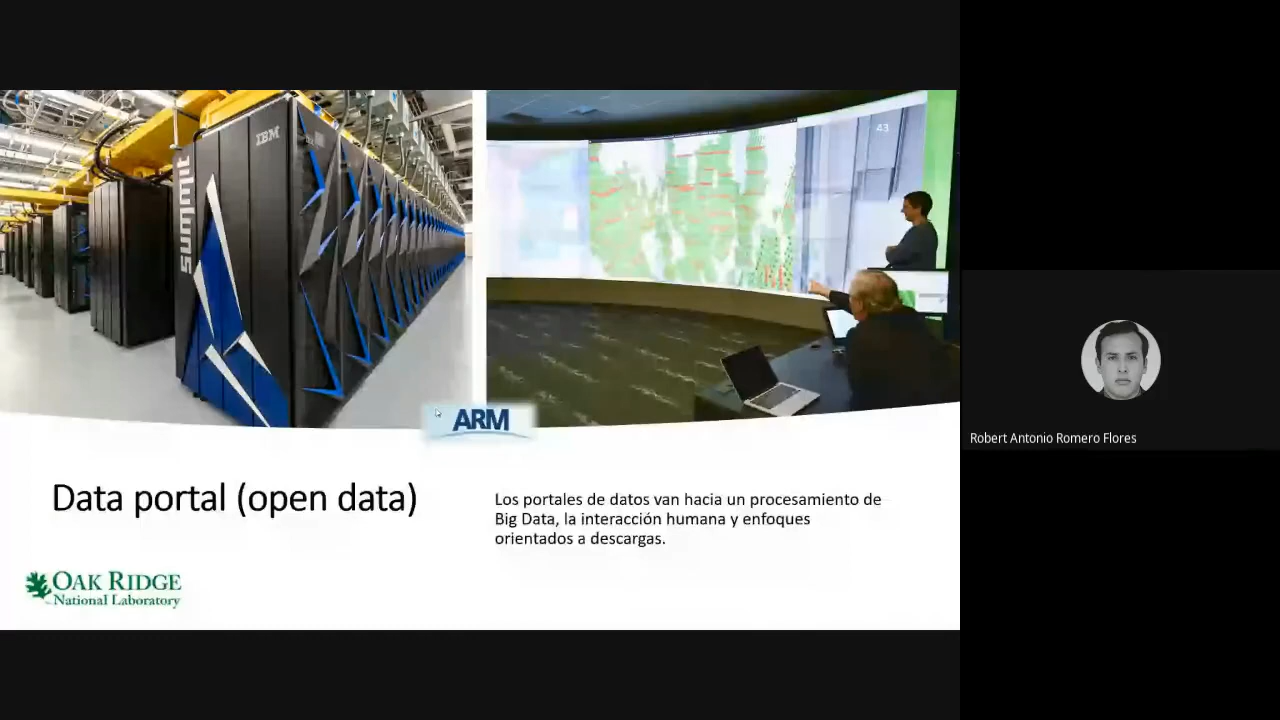 IBM
summit
43
ARM
Data portal (open data)
Los portales de datos van hacia un procesamiento de
Big Data, la interacción humana y enfoques
orientados a descargas.
OAK RIDGE
National Laboratory
Robert Antonio Romero Flores